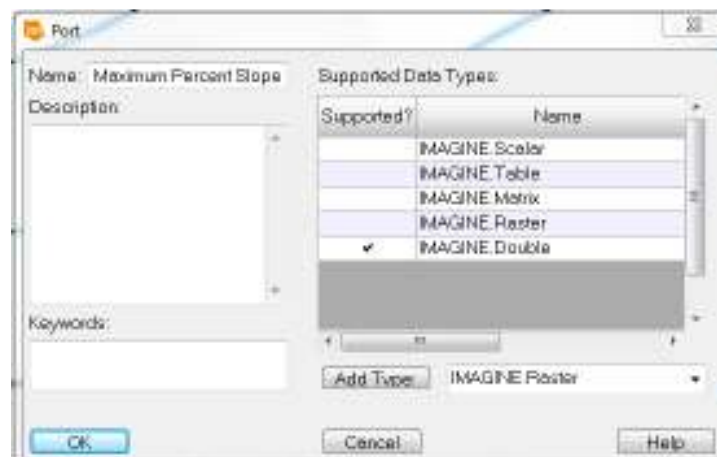 Port
Name: Maximum Percent Slope
Supported Data Types:
Description:
Supported? Name
IMAGINE.Scalar
IMAGINE.Table
IMAGINE.Matrix
IMAGINE.Raster
IMAGINE.Double
Keywords:
Add Type: IMAGINE.Raster
OK Cancel Help